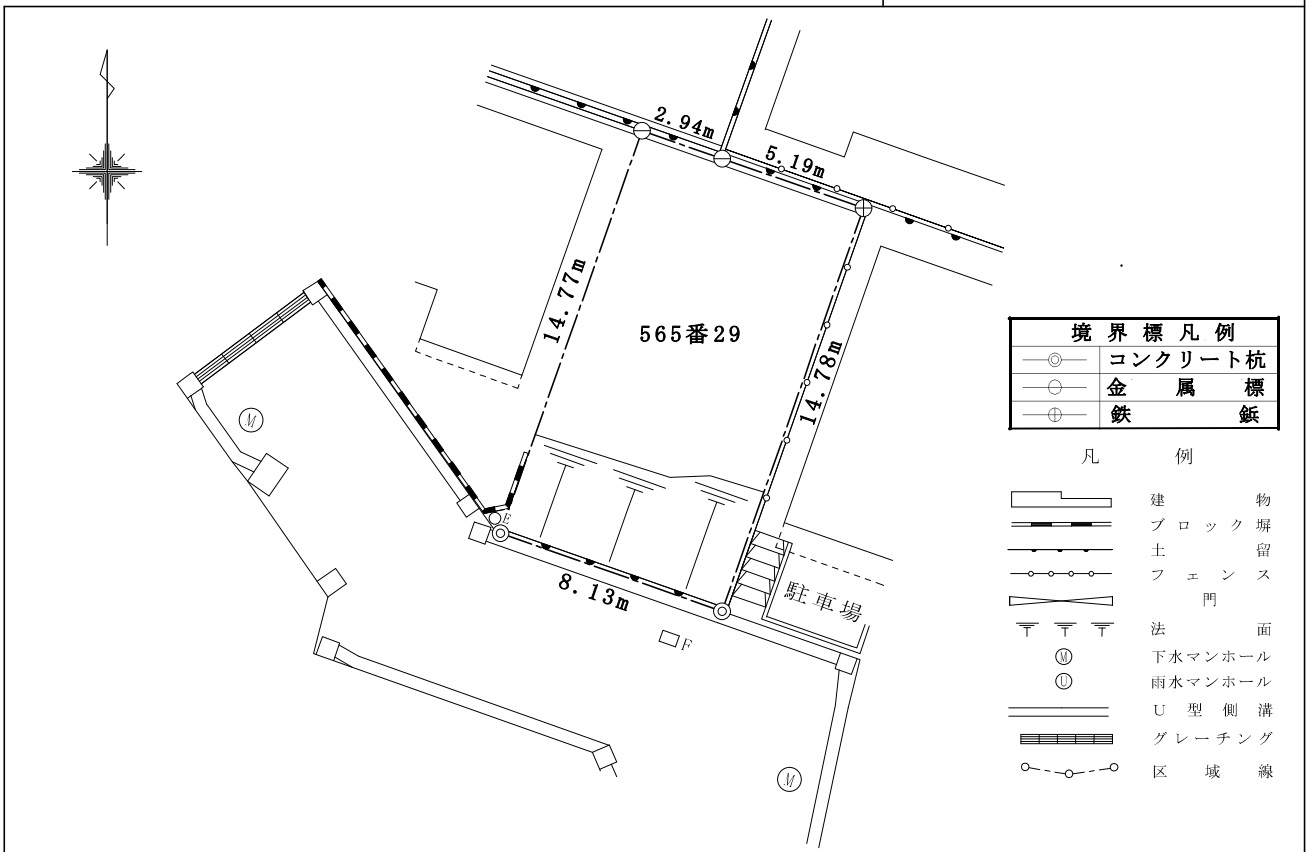 2.94m
5.19m
14.77m
565番29
14.78m
8.13m
駐車場
M
E
F
M
境界標凡例
コンクリート杭
金属標
鉄鋲
凡例
建物
ブロック塀
土留
フェンス
門
法面
M 下水マンホール
U 雨水マンホール
U型側溝
グレーチング
区域線